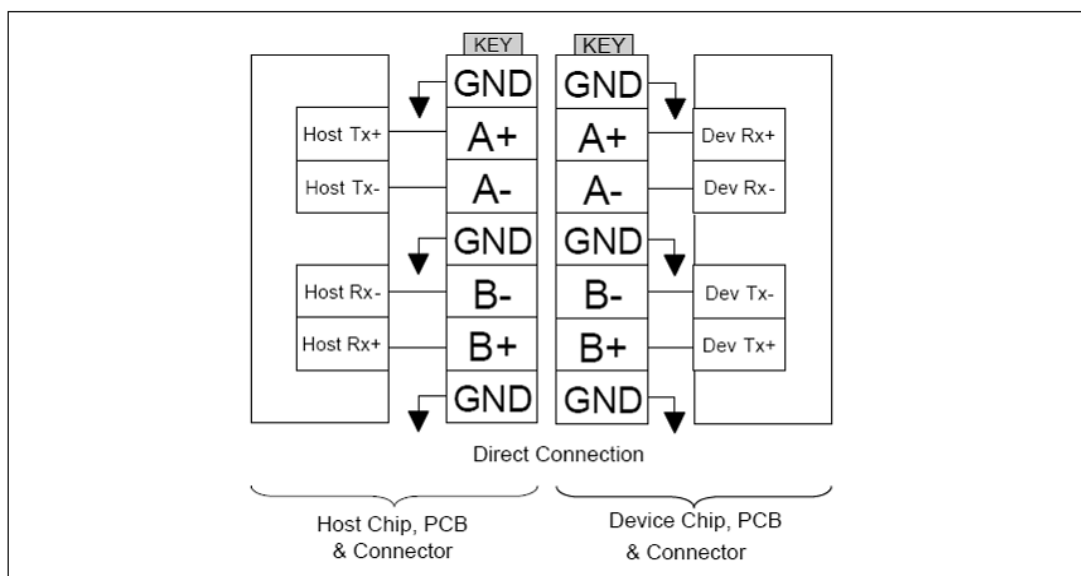 KEY KEY
GND GND
Host Tx+ A+ A+ Dev Rx+
Host Tx- A- A- Dev Rx-
GND GND
Host Rx- B- B- Dev Tx-
Host Rx+ B+ B+ Dev Tx+
GND GND
Direct Connection
Host Chip, PCB
& Connector
Device Chip, PCB
& Connector